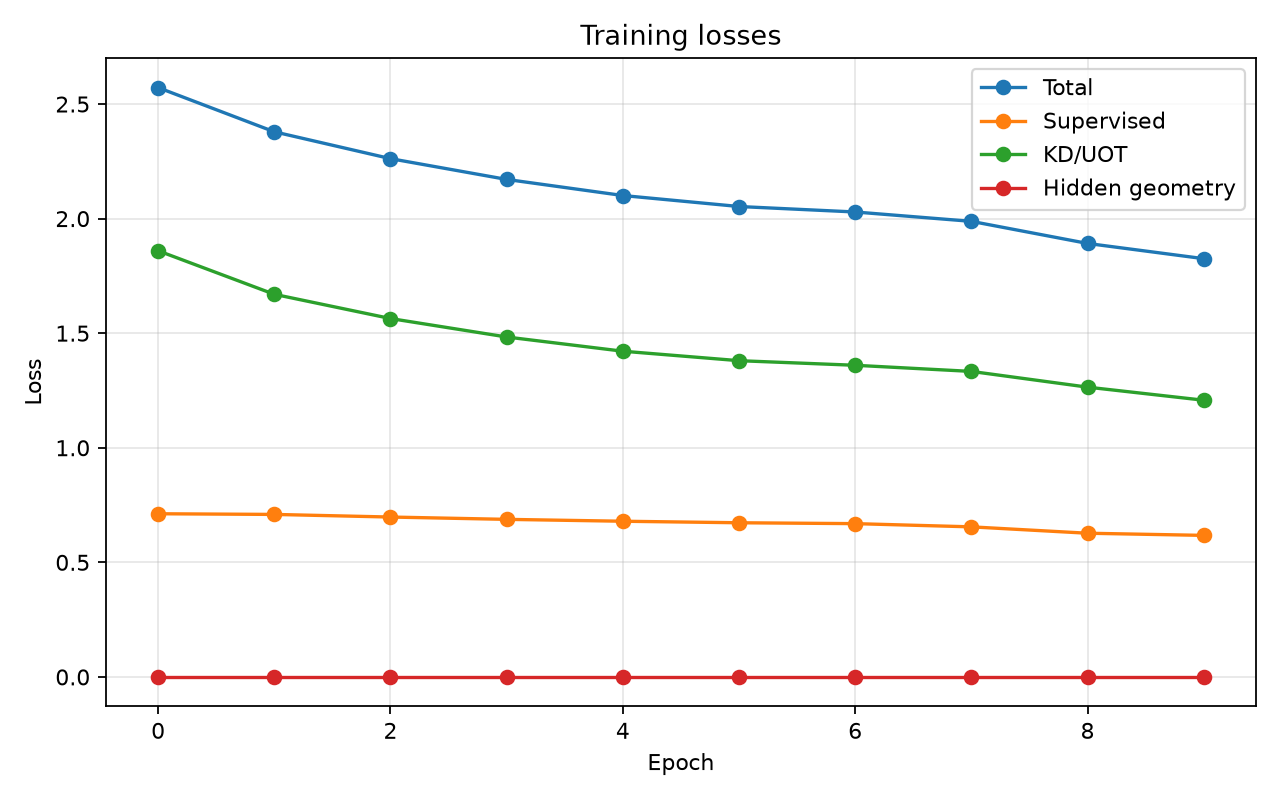 Training losses
Total
Supervised
KD/UOT
Hidden geometry
2.5
2.0
1.5
1.0
0.5
0.0
Loss
0 2 4 6 8
Epoch